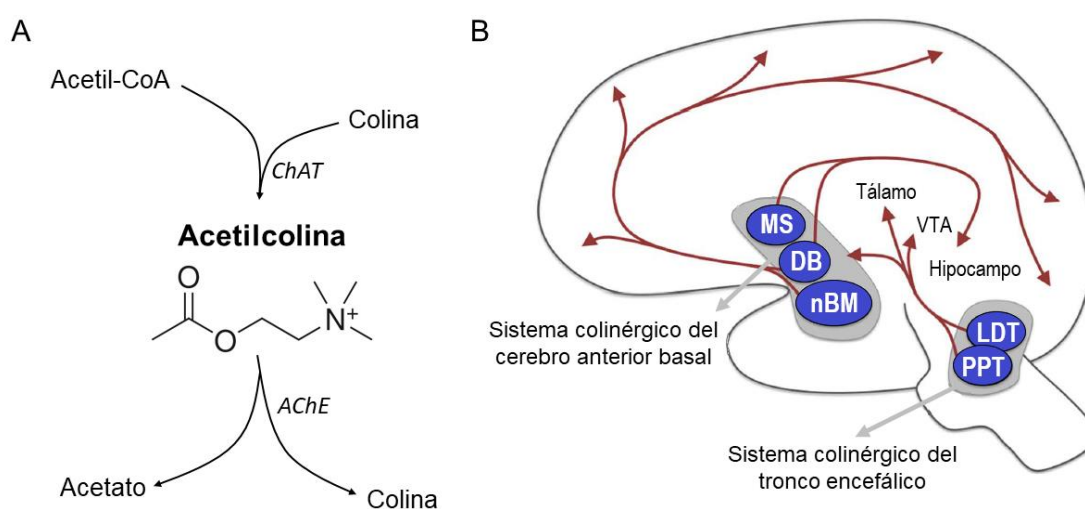 A
Acetil-CoA
Colina
ChAT
Acetilcolina
O
O
N+
AChE
Acetato
Colina
B
MS
DB
nBM
Tálamo
VTA
Hipocampo
LDT
PPT
Sistema colinérgico del
cerebro anterior basal
Sistema colinérgico del
tronco encefálico